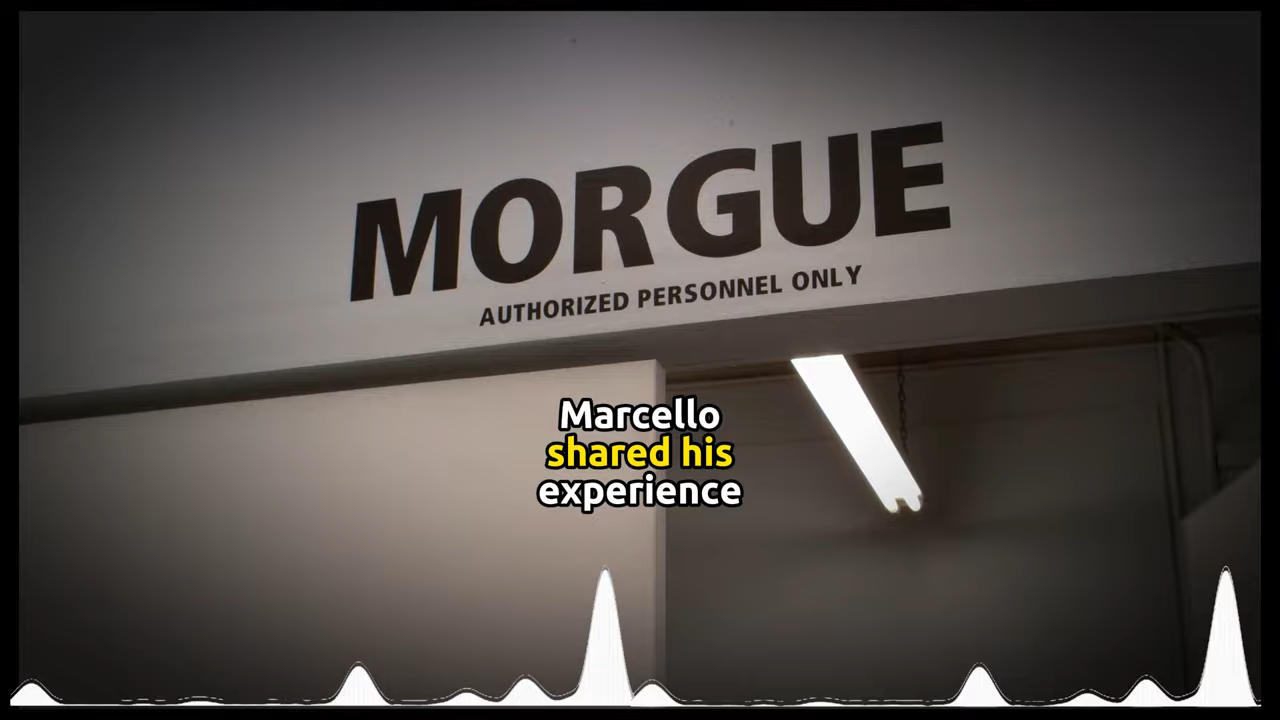 MORGUE
AUTHORIZED PERSONNEL ONLY
Marcello
shared his
experience